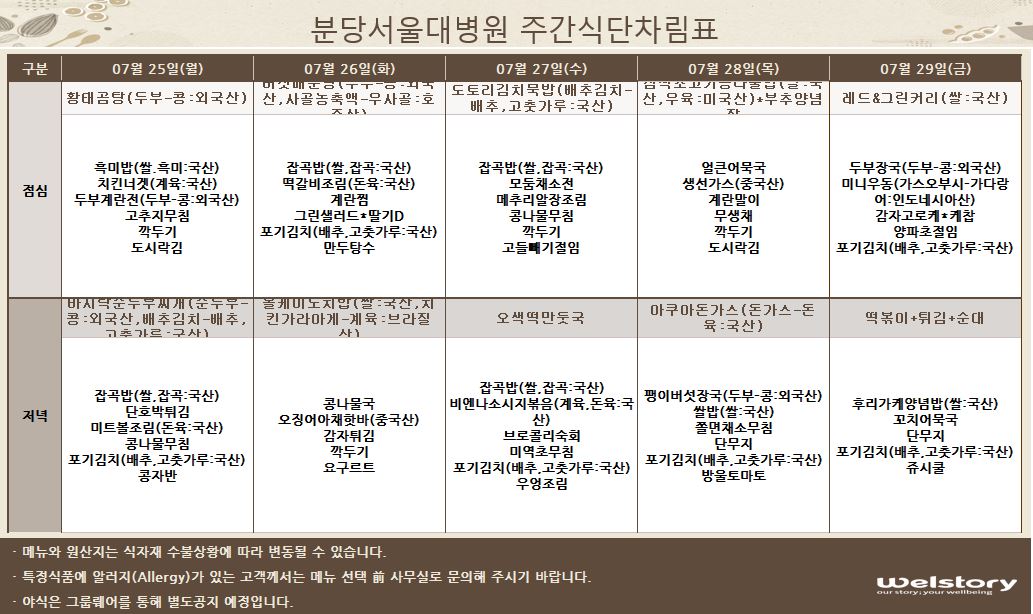 분당서울대병원 주간식단차림표
구분
07월 25일(월)
07월 26일(화)
07월 27일(수)
07월 28일(목)
07월 29일(금)
점심
황태곰탕(두부-콩:외국산)
흑미밥(쌀,흑미:국산)
치킨너겟(계육:국산)
두부계란전(두부-콩:외국산)
고추지무침
깍두기
도시락김
산,사골농축액-우사골:호
잡곡밥(쌀,잡곡:국산)
떡갈비조림(돈육:국산)
계란찜
그린샐러드*딸기D
포기김치(배추,고춧가루:국산)
만두탕수
도토리김치묵밥(배추김치-
배추,고춧가루:국산)
잡곡밥(쌀,잡곡:국산)
모듬채소전
메추리알장조림
콩나물무침
깍두기
고들빼기절임
산,우육:미국산)*부추양념
얼큰어묵국
생선가스(중국산)
계란말이
무생채
깍두기
도시락김
레드&그린커리(쌀:국산)
두부장국(두부-콩:외국산)
미니우동(가스오부시-가다랑
어:인도네시아산)
감자고로케*케찹
양파초절임
포기김치(배추,고춧가루:국산)
저녁
바지락순두부찌개(순두부-
콩:외국산,배추김치-배추,
고춧가루:국산)
잡곡밥(쌀,잡곡:국산)
단호박튀김
미트볼조림(돈육:국산)
콩나물무침
포기김치(배추,고춧가루:국산)
콩자반
볼케이노치밥(쌀:국산,치
킨가라아게-계육:브라질
산)
콩나물국
오징어야채핫바(중국산)
감자튀김
깍두기
요구르트
오색떡만둣국
잡곡밥(쌀,잡곡:국산)
비엔나소시지볶음(계육,돈육:국
산)
브로콜리숙회
미역초무침
포기김치(배추,고춧가루:국산)
우엉조림
아쿠아돈가스(돈가스-돈
육:국산)
팽이버섯장국(두부-콩:외국산)
쌀밥(쌀:국산)
쫄면채소무침
단무지
포기김치(배추,고춧가루:국산)
방울토마토
떡볶이+튀김+순대
후리가케양념밥(쌀:국산)
꼬치어묵국
단무지
포기김치(배추,고춧가루:국산)
쥬시쿨
· 메뉴와 원산지는 식자재 수불상황에 따라 변동될 수 있습니다.
· 특정식품에 알러지(Allergy)가 있는 고객께서는 메뉴 선택 前 사무실로 문의해 주시기 바랍니다.
· 야식은 그룹웨어를 통해 별도공지 예정입니다.
Welstory
our story; your wellbeing